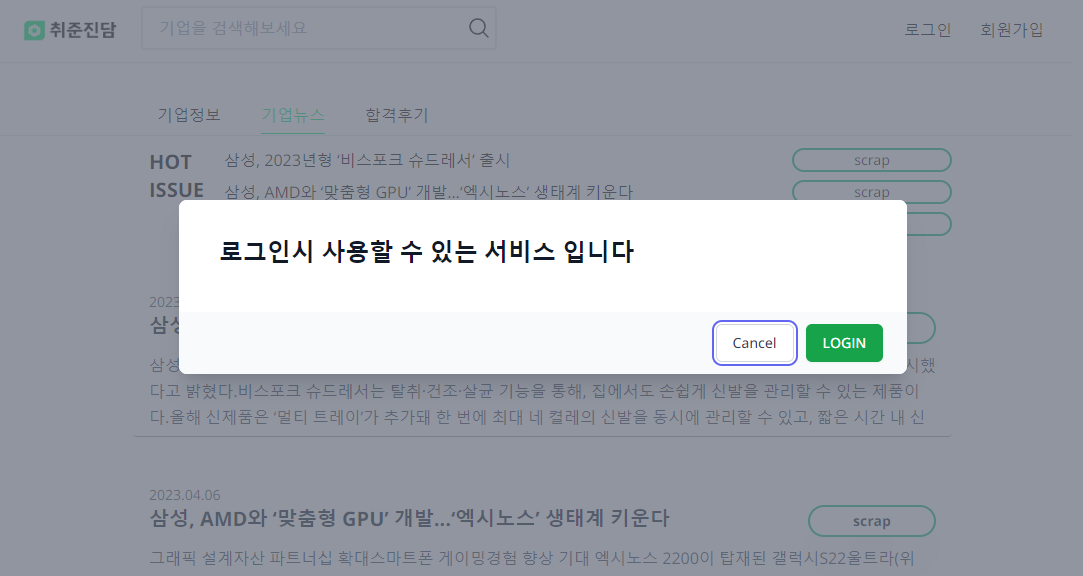 취준진담
기업을 검색해보세요
로그인 회원가입
기업정보 기업뉴스 합격후기
HOT
ISSUE
삼성, 2023년형 ‘비스포크 슈드레서’ 출시
scrap
삼성, AMD와 ‘맞춤형 GPU’ 개발…‘엑시노스’ 생태계 키운다
scrap
로그인시 사용할 수 있는 서비스 입니다
Cancel LOGIN
2023
삼성
삼성 시했
다고 밝혔다.비스포크 슈드레서는 탈취·건조·살균 기능을 통해, 집에서도 손쉽게 신발을 관리할 수 있는 제품이
다.올해 신제품은 ‘멀티 트레이’가 추가돼 한 번에 최대 네 켤레의 신발을 동시에 관리할 수 있고, 짧은 시간 내 신
2023.04.06
삼성, AMD와 ‘맞춤형 GPU’ 개발…‘엑시노스’ 생태계 키운다
scrap
그래픽 설계자산 파트너십 확대스마트폰 게이밍경험 향상 기대 엑시노스 2200이 탑재된 갤럭시S22울트라(위